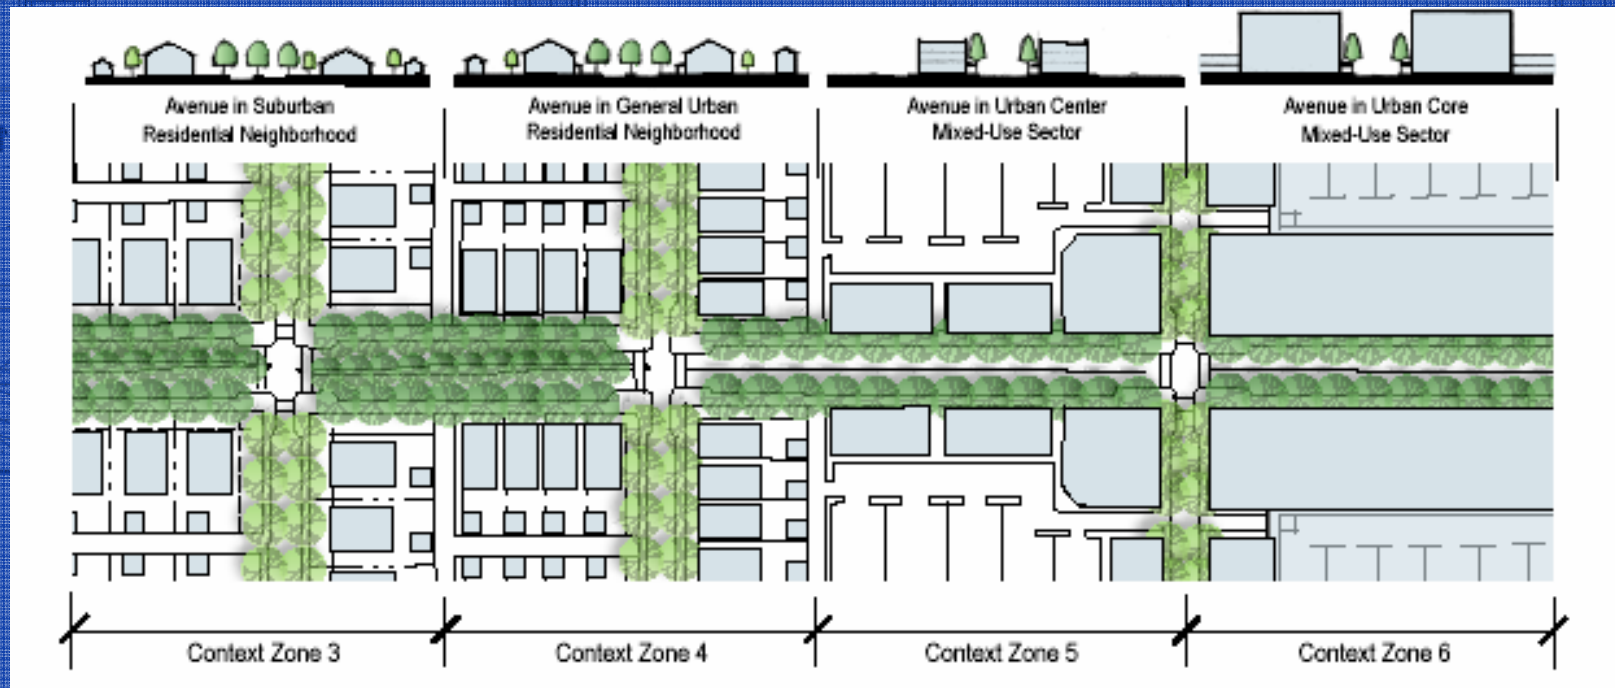 Avenue in Suburban
Residential Neighborhood
Avenue in General Urban
Residential Neighborhood
Avenue in Urban Center
Mixed-Use Sector
Avenue in Urban Core
Mixed-Use Sector
Context Zone 3
Context Zone 4
Context Zone 5
Context Zone 6